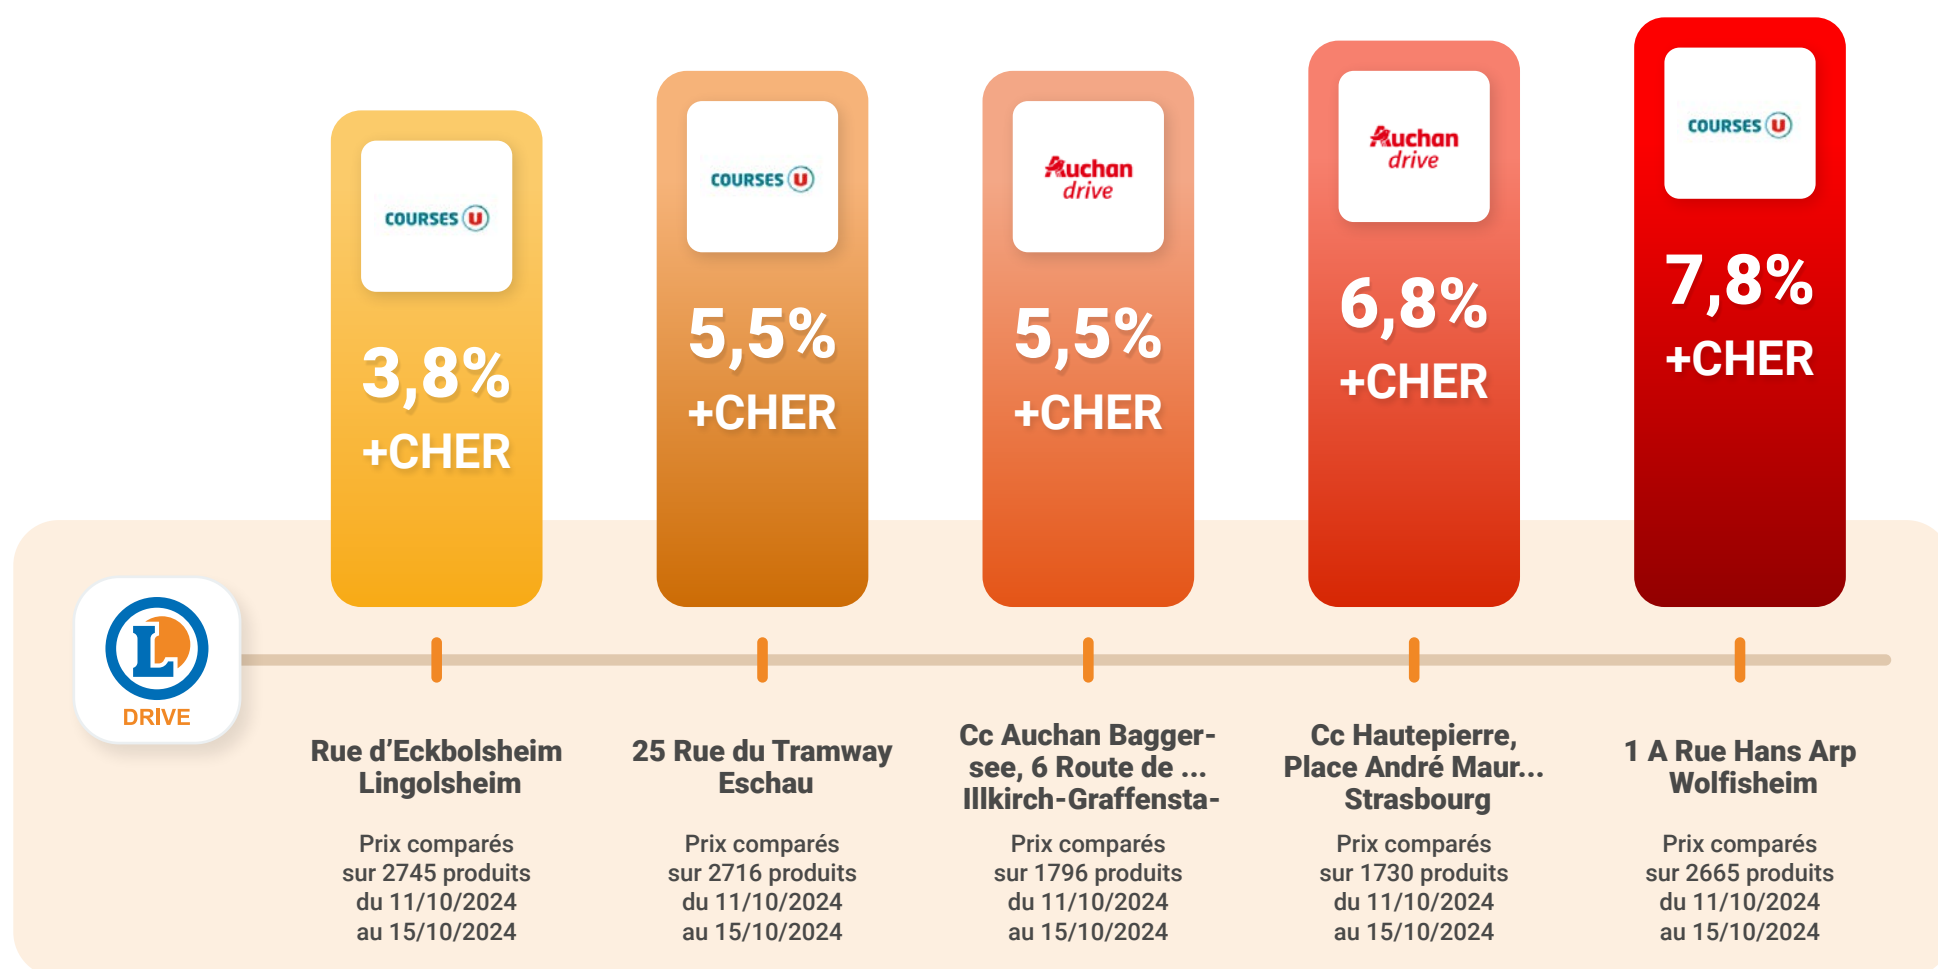 COURSES U
3,8%
+CHER
COURSES U
5,5%
+CHER
Auchan
drive
5,5%
+CHER
Auchan
drive
6,8%
+CHER
COURSES U
7,8%
+CHER
L
DRIVE
Rue d’Eckbolsheim
Lingolsheim
Prix comparés
sur 2745 produits
du 11/10/2024
au 15/10/2024
25 Rue du Tramway
Eschau
Prix comparés
sur 2716 produits
du 11/10/2024
au 15/10/2024
Cc Auchan Bagger-
see, 6 Route de ...
Illkirch-Graffensta-
Prix comparés
sur 1796 produits
du 11/10/2024
au 15/10/2024
Cc Hautepierre,
Place André Maur...
Strasbourg
Prix comparés
sur 1730 produits
du 11/10/2024
au 15/10/2024
1 A Rue Hans Arp
Wolfisheim
Prix comparés
sur 2665 produits
du 11/10/2024
au 15/10/2024